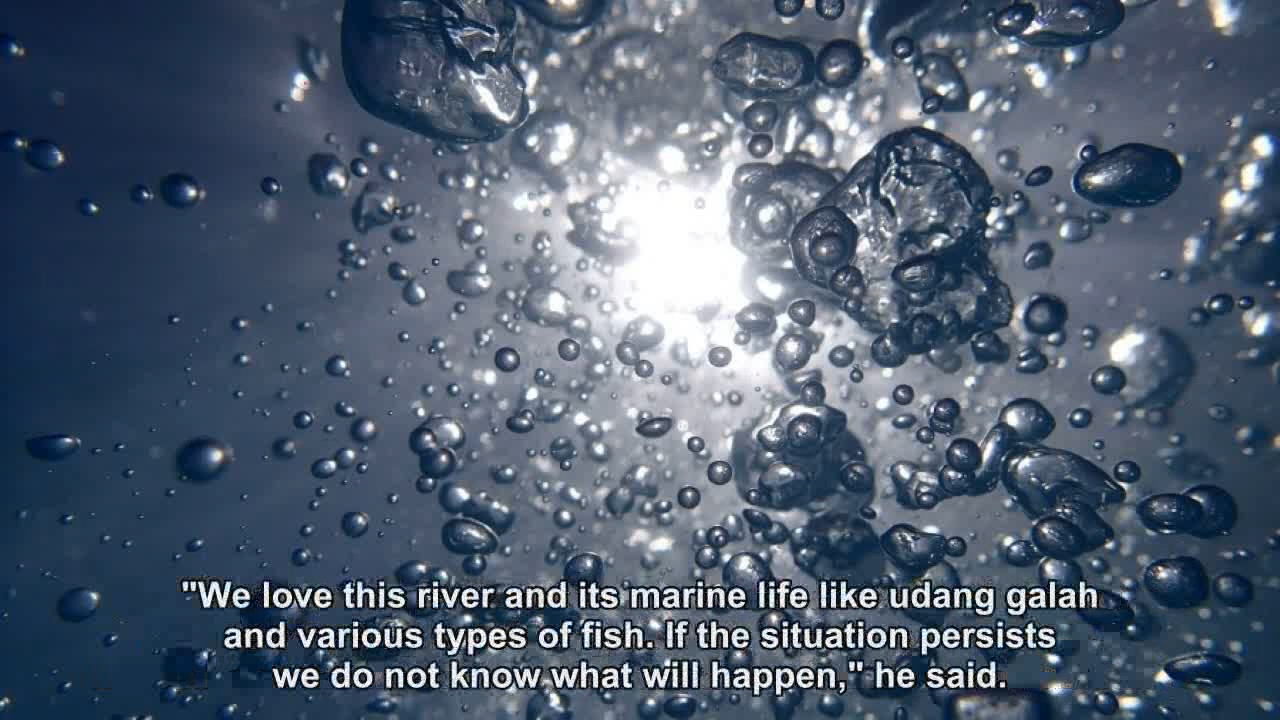 "We love this river and its marine life like udang galah
and various types of fish. If the situation persists
we do not know what will happen," he said.